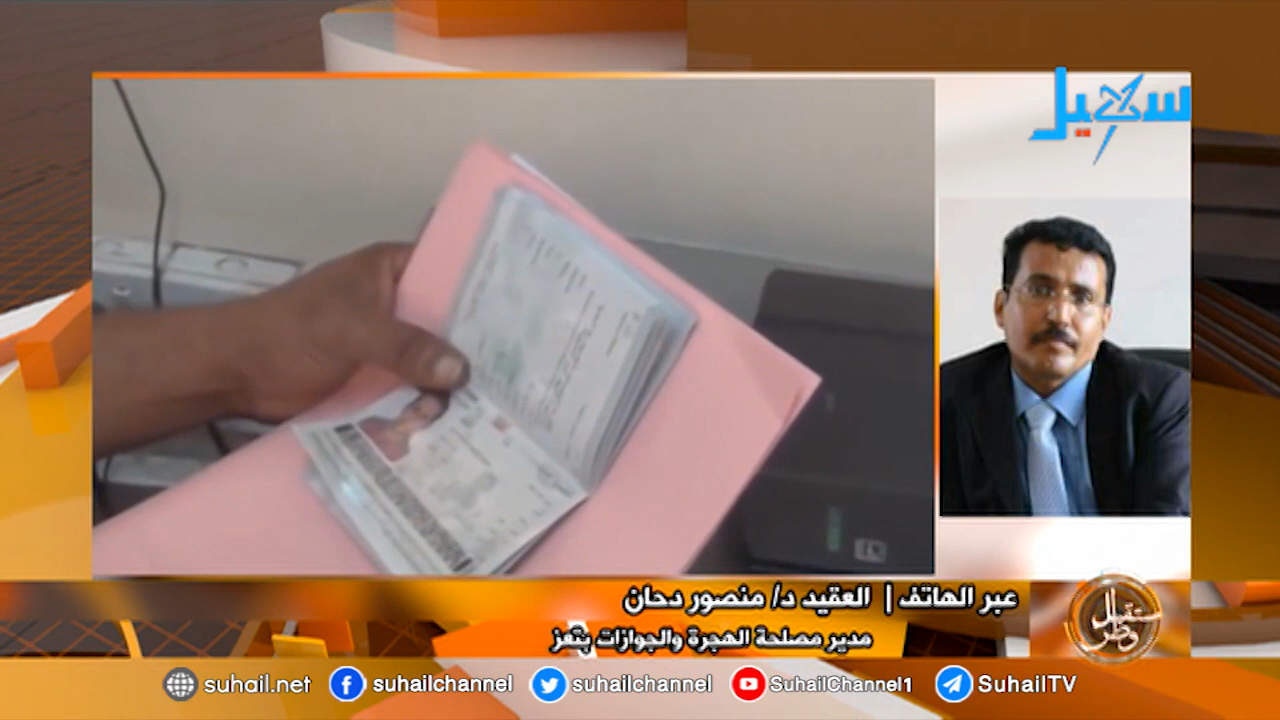 سهيل
عبر الهاتف | العقيد د/ منصور دحان
مدير مصلحة الهجرة والجوازات بتعز
suhail.net suhailchannel suhailchannel SuhailChannel1 SuhailTV